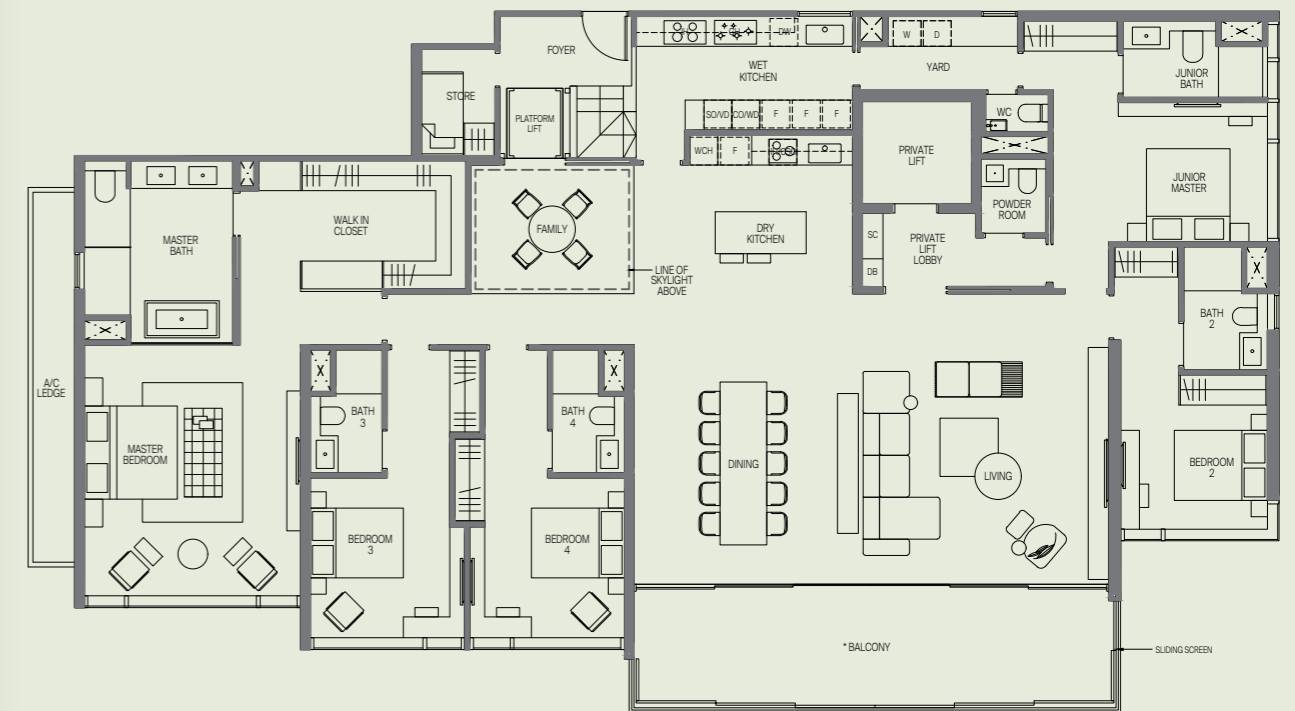 FOYER
STORE
PLATFORM
LIFT
WET
KITCHEN
DW
W
D
YARD
JUNIOR
BATH
SO/VD
CO/WD
F
F
F
WCH
F
WC
PRIVATE
LIFT
POWDER
ROOM
JUNIOR
MASTER
MASTER
BATH
WALK IN
CLOSET
FAMILY
LINE OF
SKYLIGHT
ABOVE
DRY
KITCHEN
SC
DB
PRIVATE
LIFT
LOBBY
BATH
2
A/C
LEDGE
MASTER
BEDROOM
BATH
3
BATH
4
BEDROOM
3
BEDROOM
4
DINING
LIVING
BEDROOM
2
* BALCONY
SLIDING SCREEN